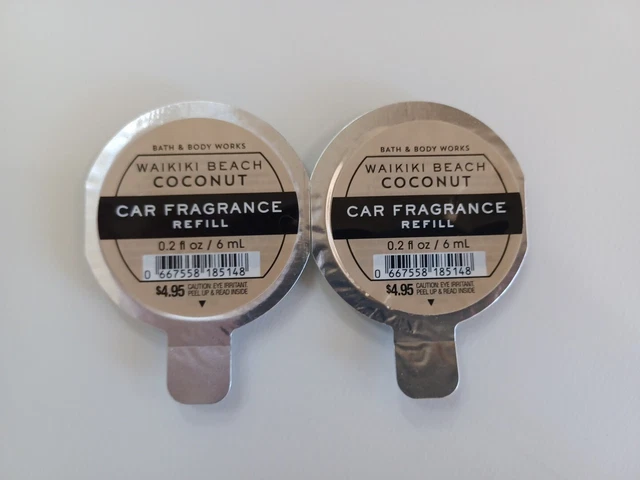 BATH & BODY WORKS
WAIKIKI BEACH
COCONUT
CAR FRAGRANCE
REFILL
0.2 fl oz / 6 mL
0 667558 185148
$4.95 CAUTION: EYE IRRITANT.
PEEL UP & READ INSIDE
BATH & BODY WORKS
WAIKIKI BEACH
COCONUT
CAR FRAGRANCE
REFILL
0.2 fl oz / 6 mL
0 667558 185148
$4.95 CAUTION: EYE IRRITANT.
PEEL UP & READ INSIDE